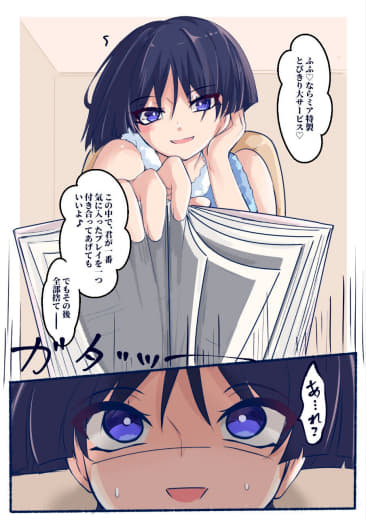 ふふ♡ならミア特製
とびきり大サービス♡
この中で、君が一番
気に入ったプレイを一つ
付き合ってあげても
いいよ♪
でもその後
全部捨て──
ガタッッー
あ…れ？